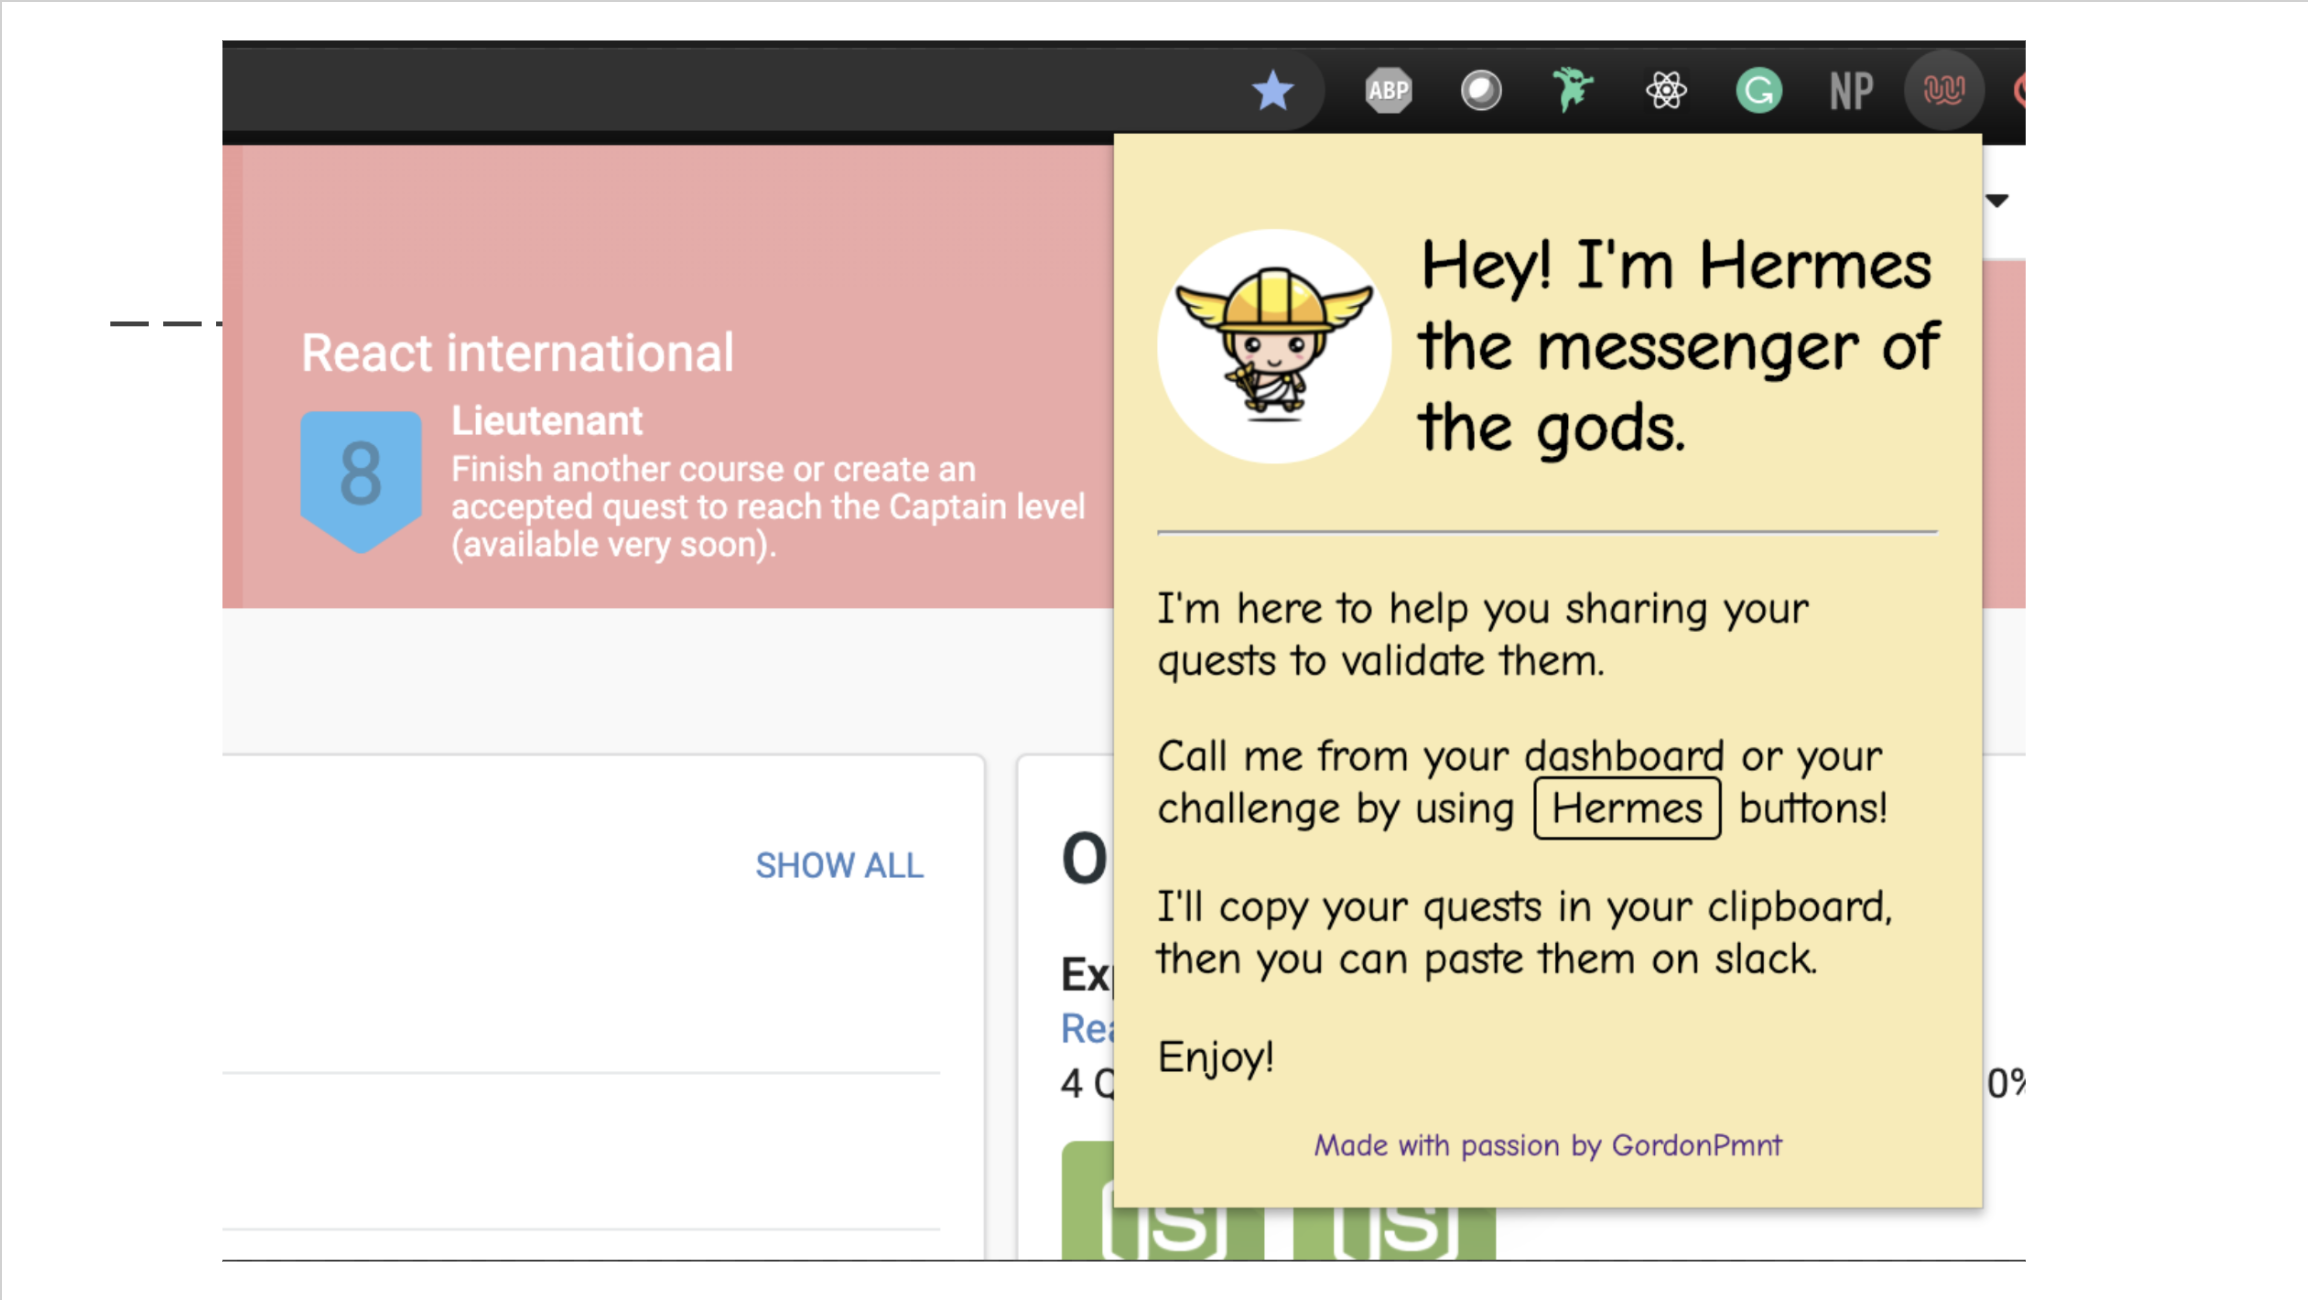 ABP
NP
React international
8
Lieutenant
Finish another course or create an
accepted quest to reach the Captain level
(available very soon).
SHOW ALL
4
0%
Hey! I'm Hermes
the messenger of
the gods.
I'm here to help you sharing your
quests to validate them.
Call me from your dashboard or your
challenge by using Hermes buttons!
I'll copy your quests in your clipboard,
then you can paste them on slack.
Enjoy!
Made with passion by GordonPmnt